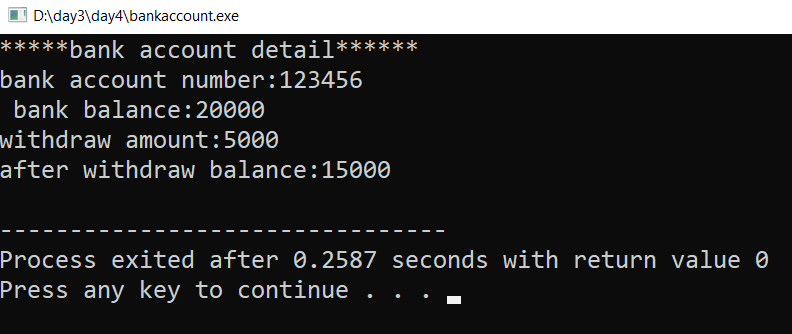 D:\day3\day4\bankaccount.exe
*****bank account detail******
bank account number:123456
 bank balance:20000
withdraw amount:5000
after withdraw balance:15000
--------------------------------
Process exited after 0.2587 seconds with return value 0
Press any key to continue . . .